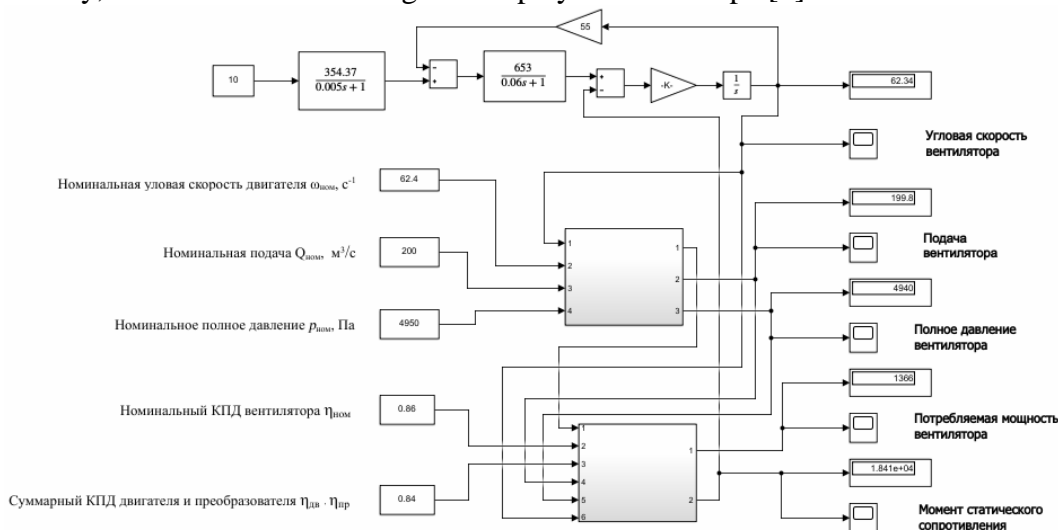 55
10
354.37
0.005s + 1
653
0.06s + 1
-K-
1
s
62.34
Угловая скорость
вентилятора
Номинальная уловая скорость двигателя ωном, с-1
62.4
199.8
Подача
вентилятора
Номинальная подача Qном, м3/с
200
1
2
3
4
1
2
3
4940
Номинальное полное давление pном, Па
4950
Полное давление
вентилятора
1366
Номинальный КПД вентилятора ηном
0.86
Потребляемая мощность
вентилятора
1
2
3
4
5
6
1
2
1.841e+04
Суммарный КПД двигателя и преобразователя ηдв · ηпр
0.84
Момент статического
сопротивления